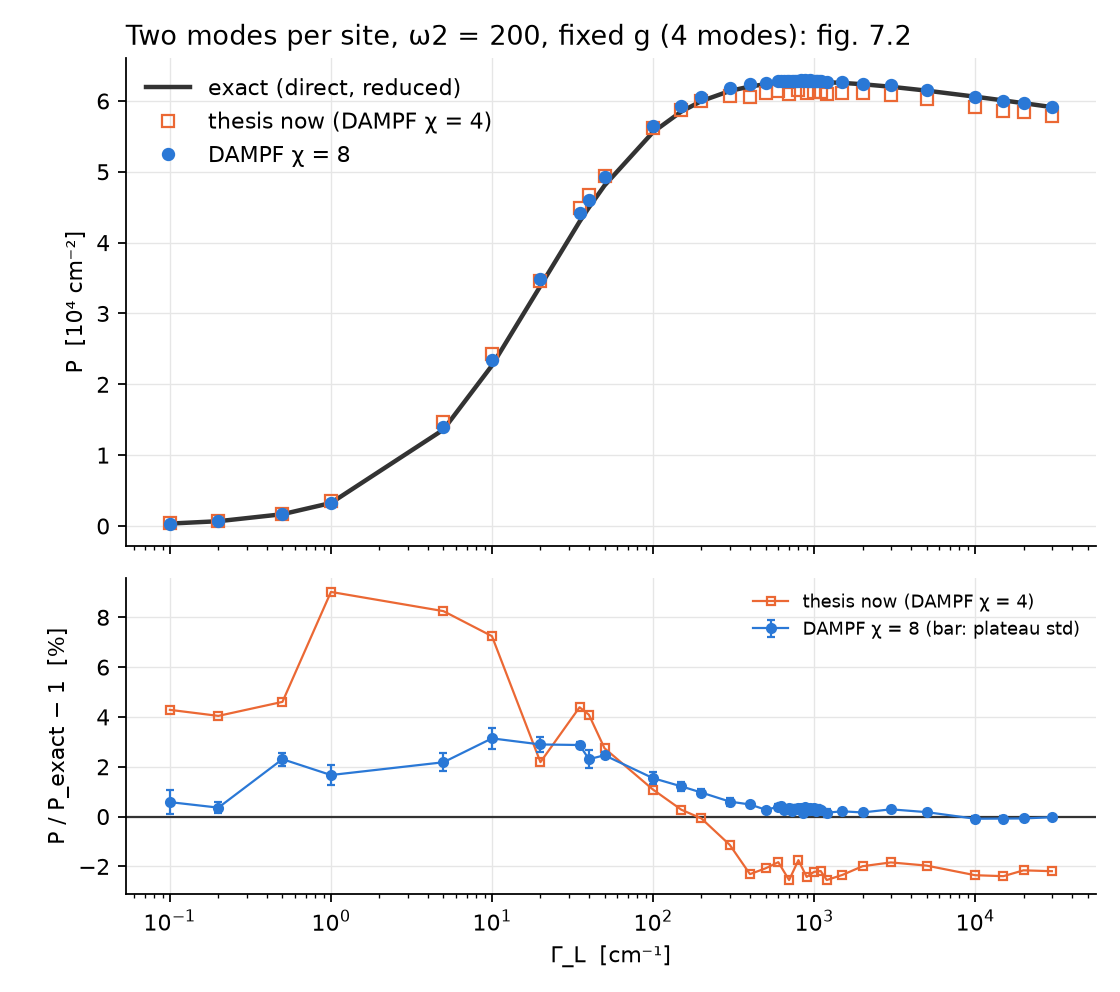 Two modes per site, ω2 = 200, fixed g (4 modes): fig. 7.2
exact (direct, reduced)
thesis now (DAMPF χ = 4)
DAMPF χ = 8
P [10⁴ cm⁻²]
6
5
4
3
2
1
0
thesis now (DAMPF χ = 4)
DAMPF χ = 8 (bar: plateau std)
P / P_exact − 1 [%]
8
6
4
2
0
−2
10⁻¹
10⁰
10¹
10²
10³
10⁴
Γ_L [cm⁻¹]